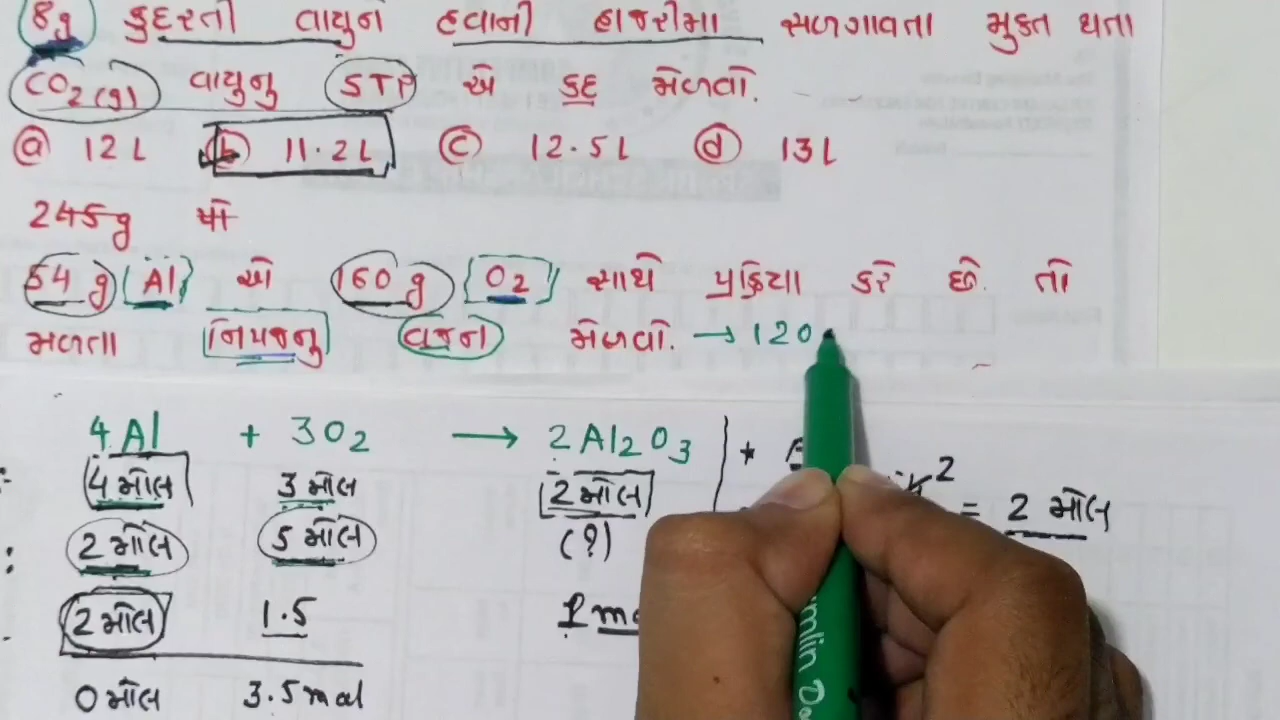 8g કુદરતી વાયુને હવાની હાજરીમા સળગાવતા મુક્ત થતા
CO2(g) વાયુનુ STP એ કદ મેળવો.
(a) 12L (b) 11.2L (c) 12.5L (d) 13L
245g
54g Al એ 160g O2 સાથે પ્રક્રિયા કરે છે. તો
મળતા નિપજનુ વજન મેળવો. → 120
4Al + 3O2 → 2Al2O3
4 મોલ 3 મોલ 2 મોલ = 2 મોલ
2 મોલ 5 મોલ (?)
2 મોલ 1.5
0 મોલ 3.5 mol